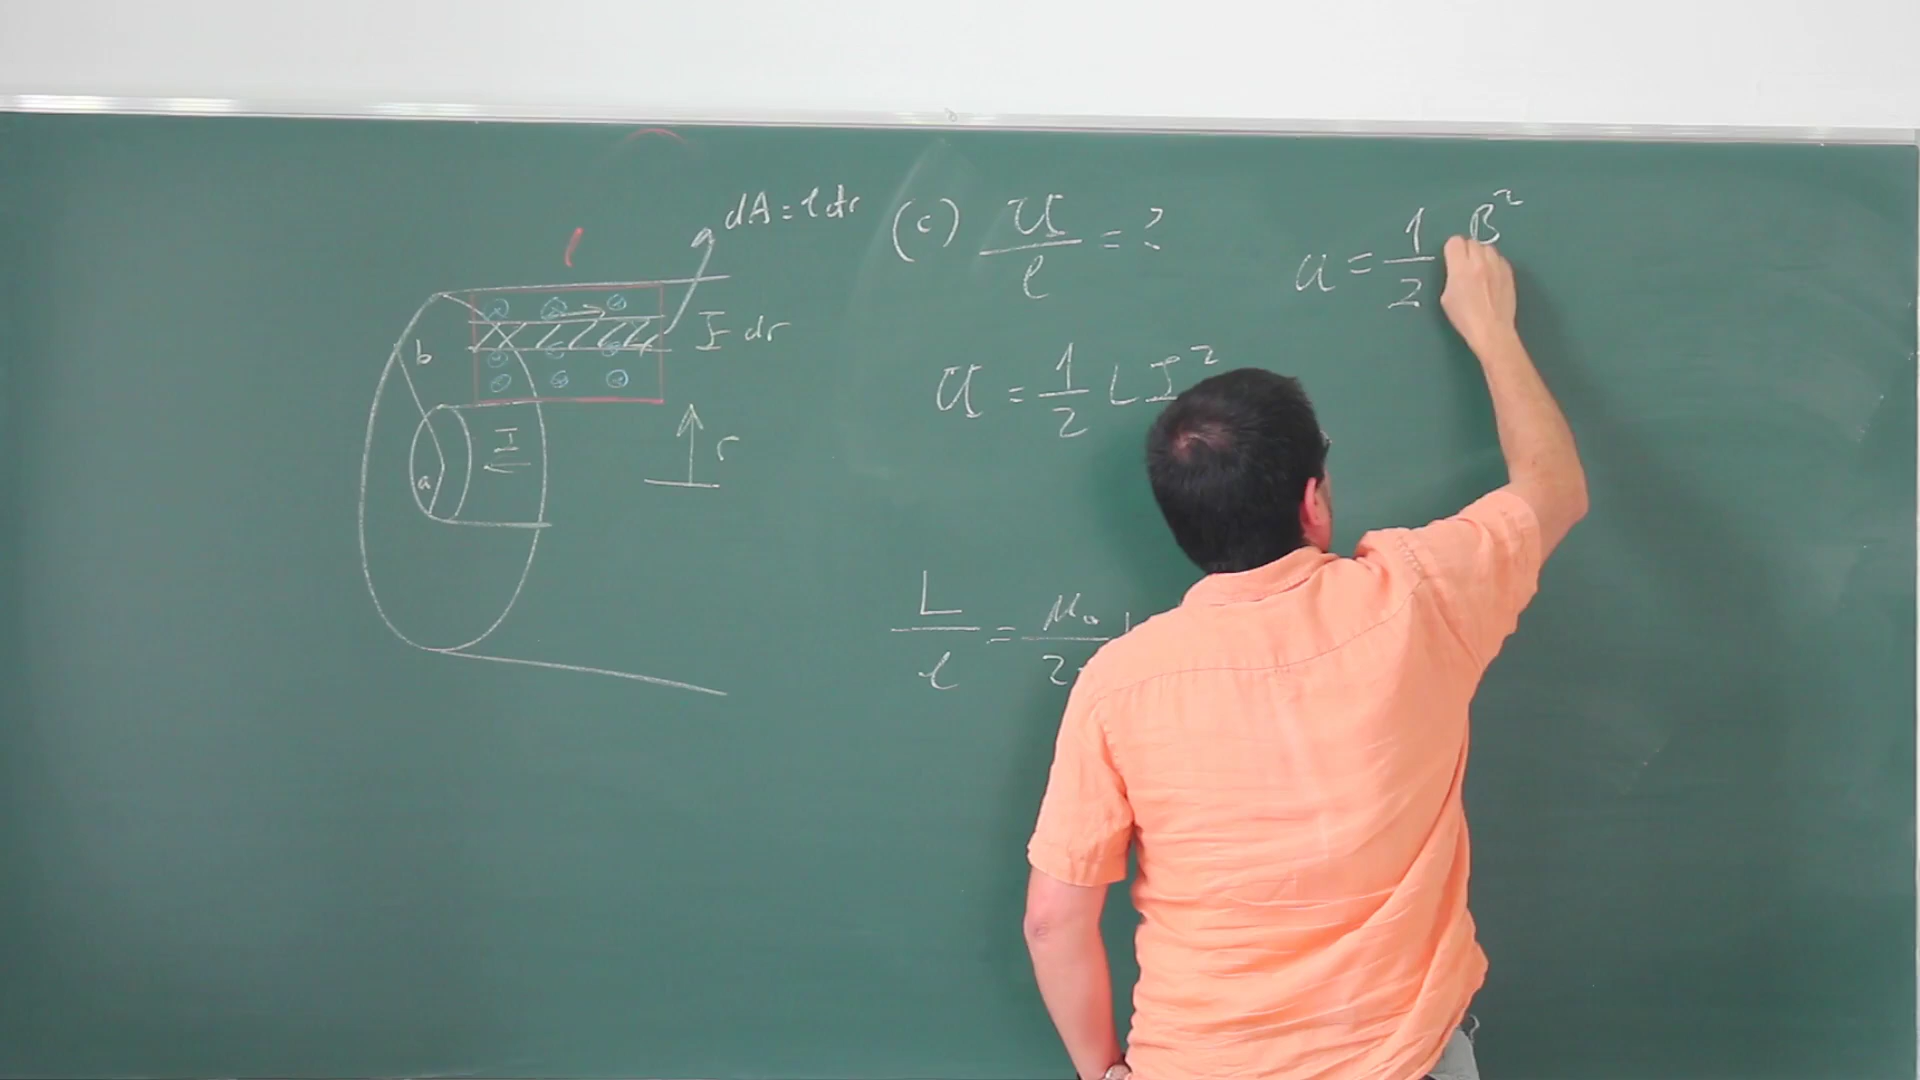 dA = l dr
(c) U/l = ?
u = 1/2 B²
l
I dr
b
U = 1/2 L I²
I
r
a
L/l = μ₀/2